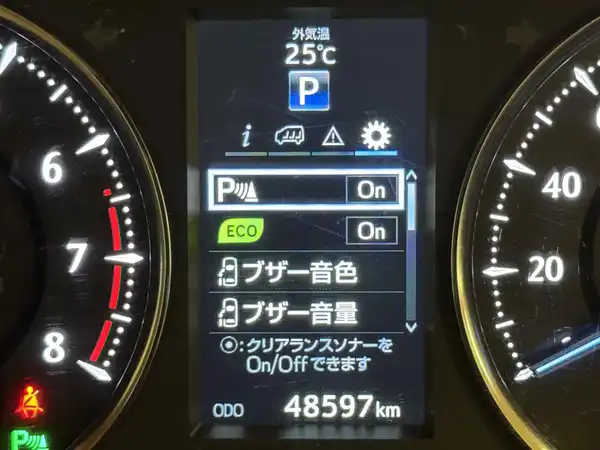 外気温
25℃
P
i
P On
ECO On
ブザー音色
ブザー音量
⦿:クリアランスソナーを
On/Offできます
ODO 48597km
6
7
8
40
20
P